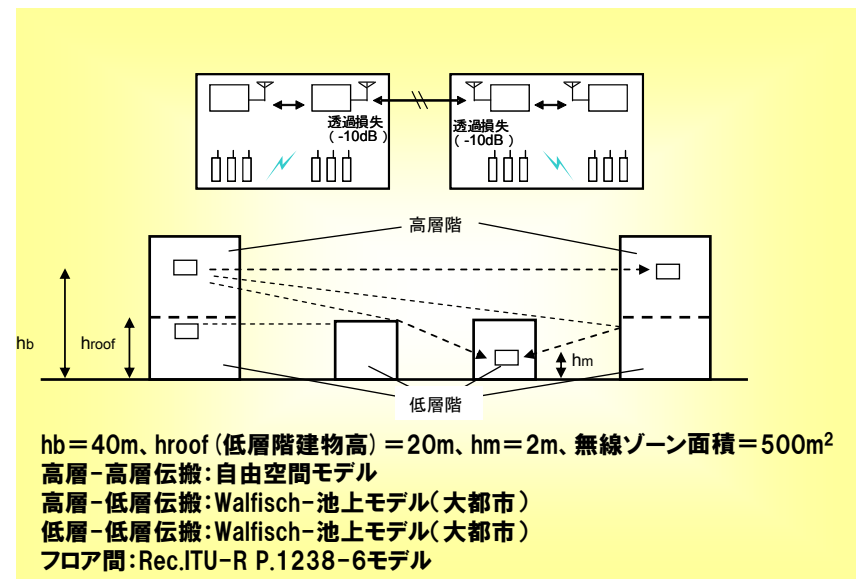 透過損失
( -10dB )
透過損失
( -10dB )
高層階
hb
hroof
hm
低層階
hb＝40m、hroof(低層階建物高)＝20m、hm＝2m、無線ゾーン面積＝500m²
高層-高層伝搬:自由空間モデル
高層-低層伝搬:Walfisch-池上モデル(大都市)
低層-低層伝搬:Walfisch-池上モデル(大都市)
フロア間:Rec.ITU-R P.1238-6モデル